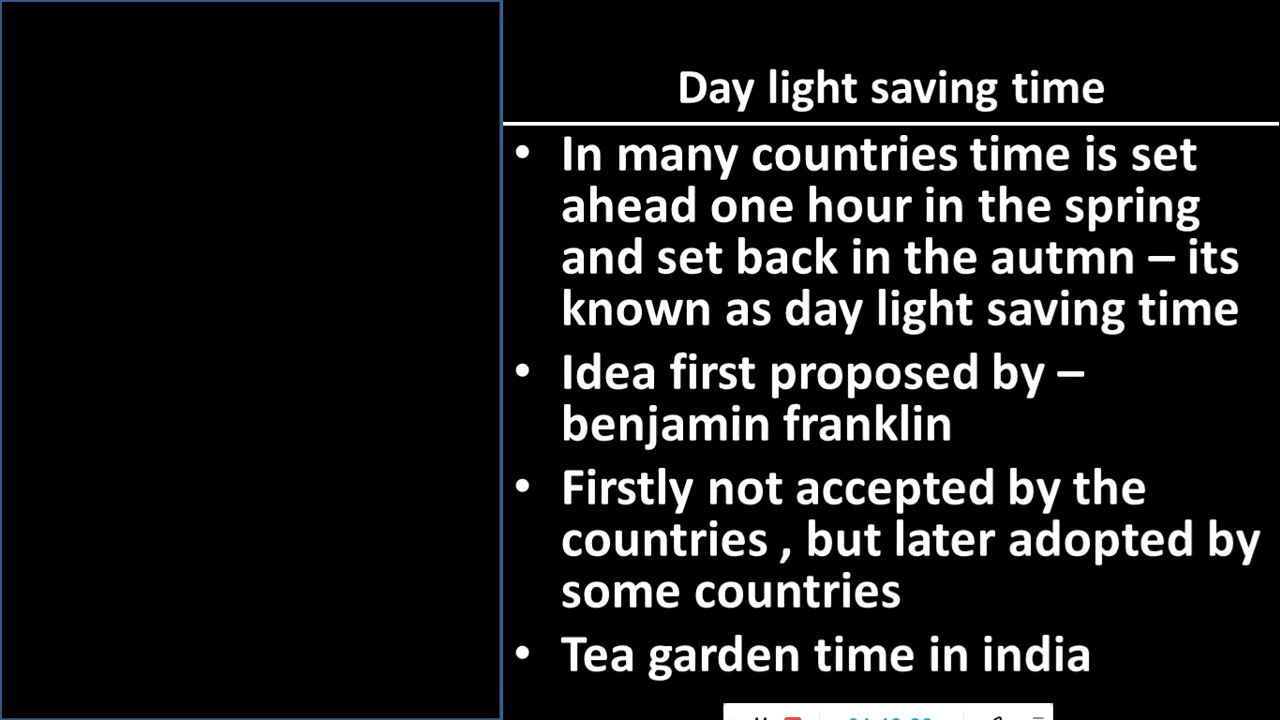 Day light saving time
• In many countries time is set
ahead one hour in the spring
and set back in the autmn – its
known as day light saving time
• Idea first proposed by –
benjamin franklin
• Firstly not accepted by the
countries , but later adopted by
some countries
• Tea garden time in india